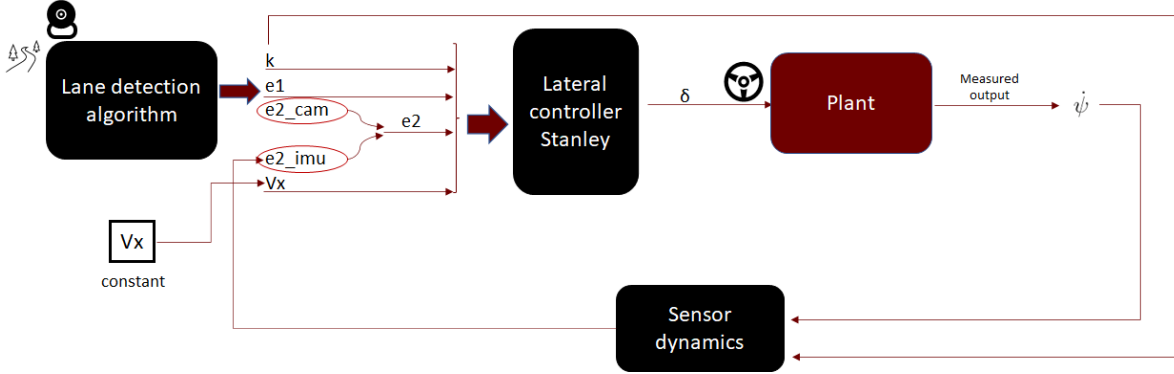 Lane detection
algorithm
k
e1
e2_cam
e2
e2_imu
Vx
Vx
constant
Lateral
controller
Stanley
δ
Plant
Measured
output
ψ̇
Sensor
dynamics